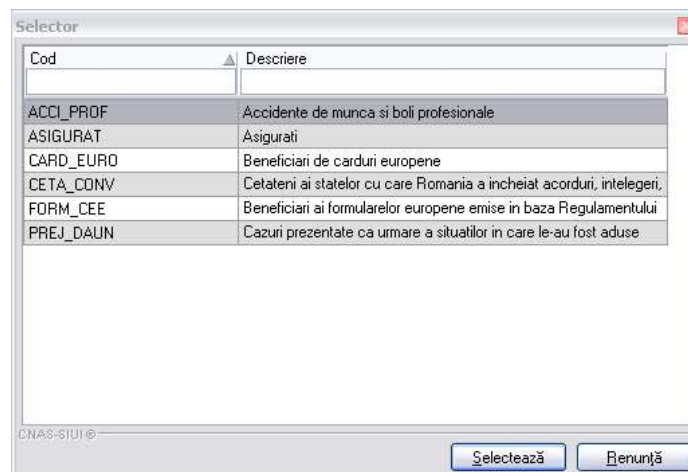 Selector
Cod Descriere
ACCI_PROF Accidente de munca si boli profesionale
ASIGURAT Asigurati
CARD_EURO Beneficiari de carduri europene
CETA_CONV Cetateni ai statelor cu care Romania a incheiat acorduri, intelegeri,
FORM_CEE Beneficiari ai formularelor europene emise in baza Regulamentului
PREJ_DAUN Cazuri prezentate ca urmare a situatilor in care le-au fost aduse
CNAS-SIUI ®
Selectează Renunţă